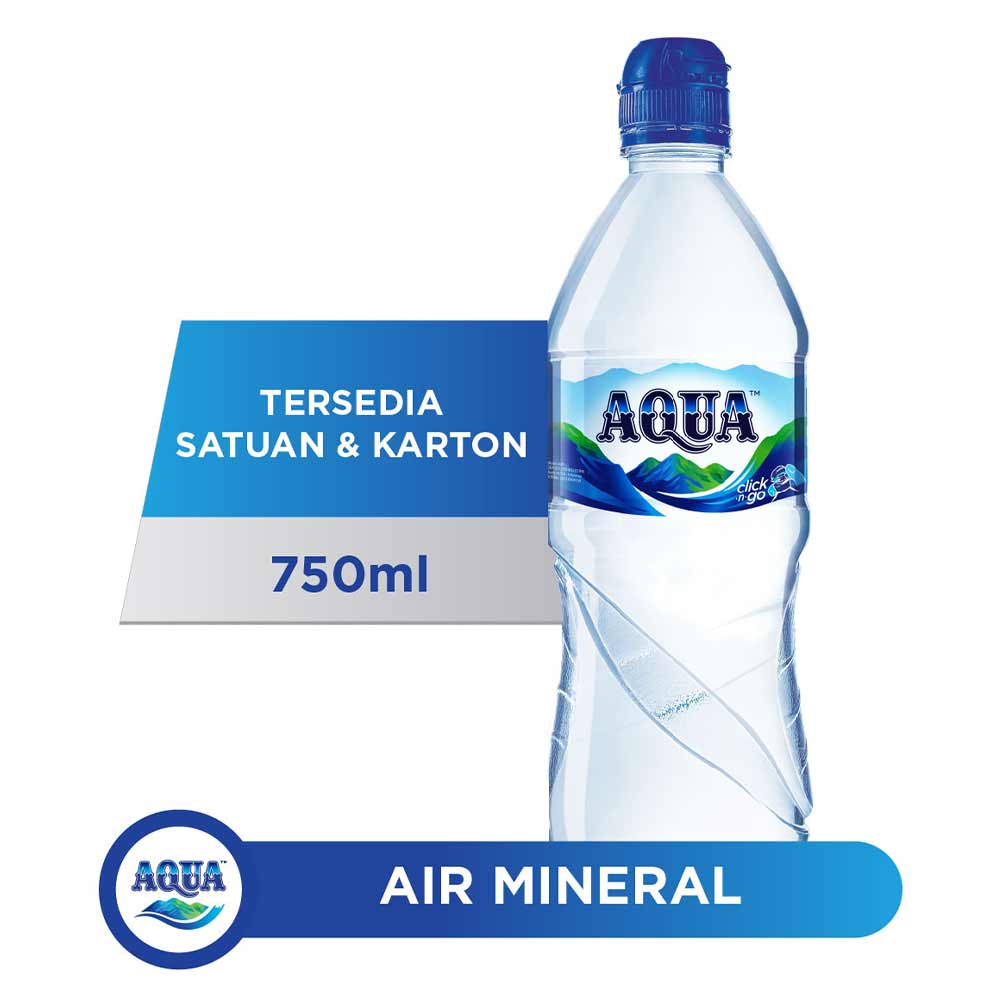 TERSEDIA
SATUAN & KARTON
750ml
AQUA™
click
'n go
AQUA™
AIR MINERAL